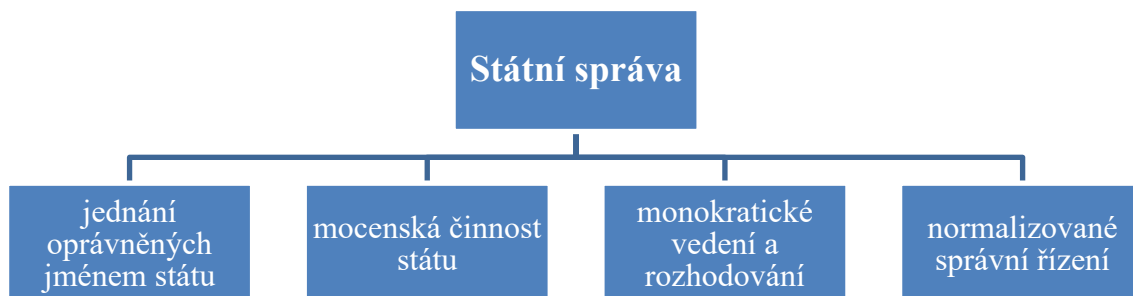 Státní správa
jednání
oprávněných
jménem státu
mocenská činnost
státu
monokratické
vedení a
rozhodování
normalizované
správní řízení